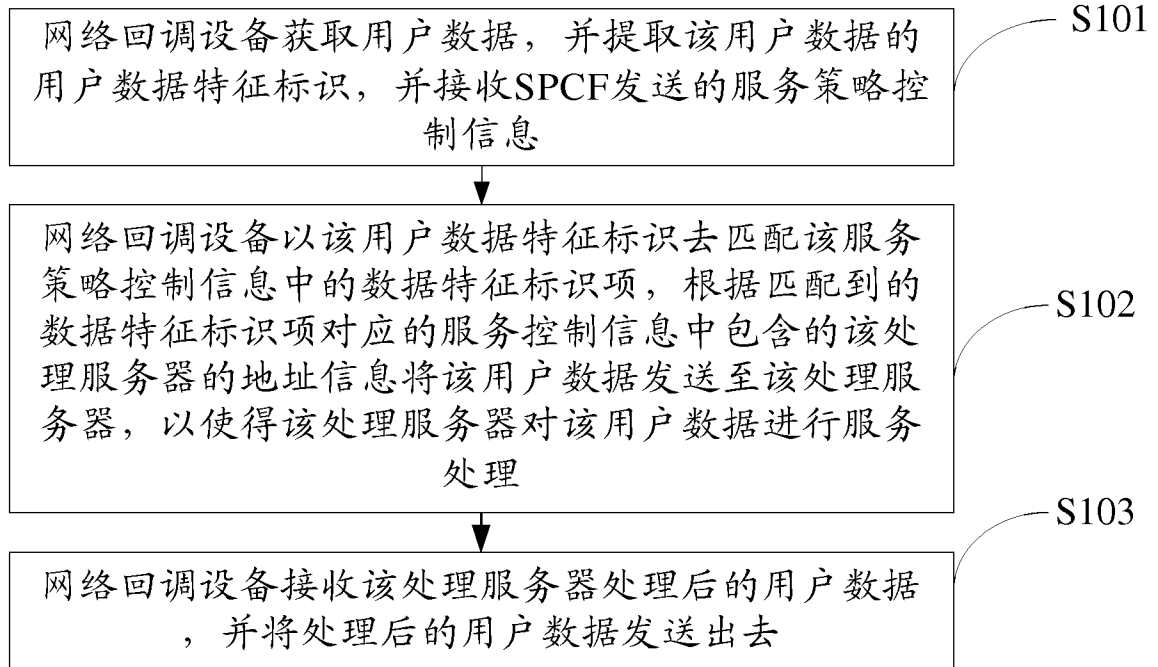 网络回调设备获取用户数据，并提取该用户数据的
用户数据特征标识，并接收SPCF发送的服务策略控
制信息
S101
网络回调设备以该用户数据特征标识去匹配该服务
策略控制信息中的数据特征标识项，根据匹配到的
数据特征标识项对应的服务控制信息中包含的该处
理服务器的地址信息将该用户数据发送至该处理服
务器，以使得该处理服务器对该用户数据进行服务
处理
S102
网络回调设备接收该处理服务器处理后的用户数据
，并将处理后的用户数据发送出去
S103